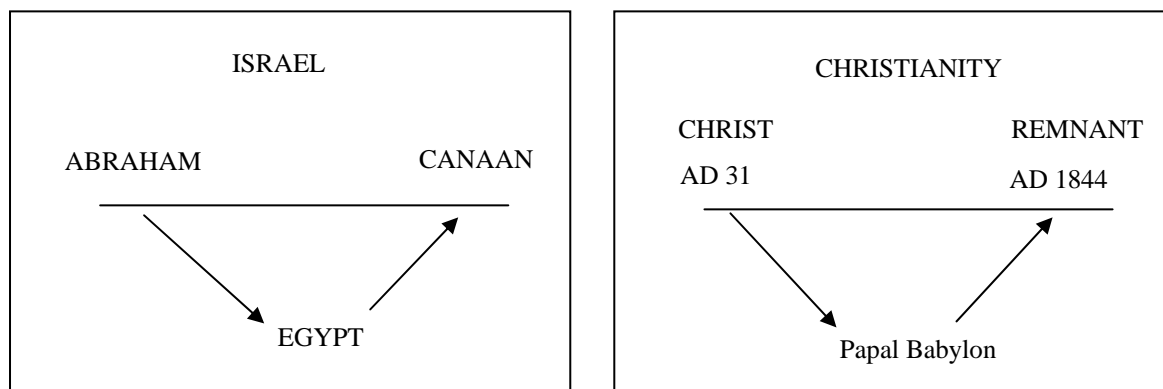 ISRAEL
ABRAHAM
CANAAN
EGYPT
CHRISTIANITY
CHRIST
REMNANT
AD 31
AD 1844
Papal Babylon